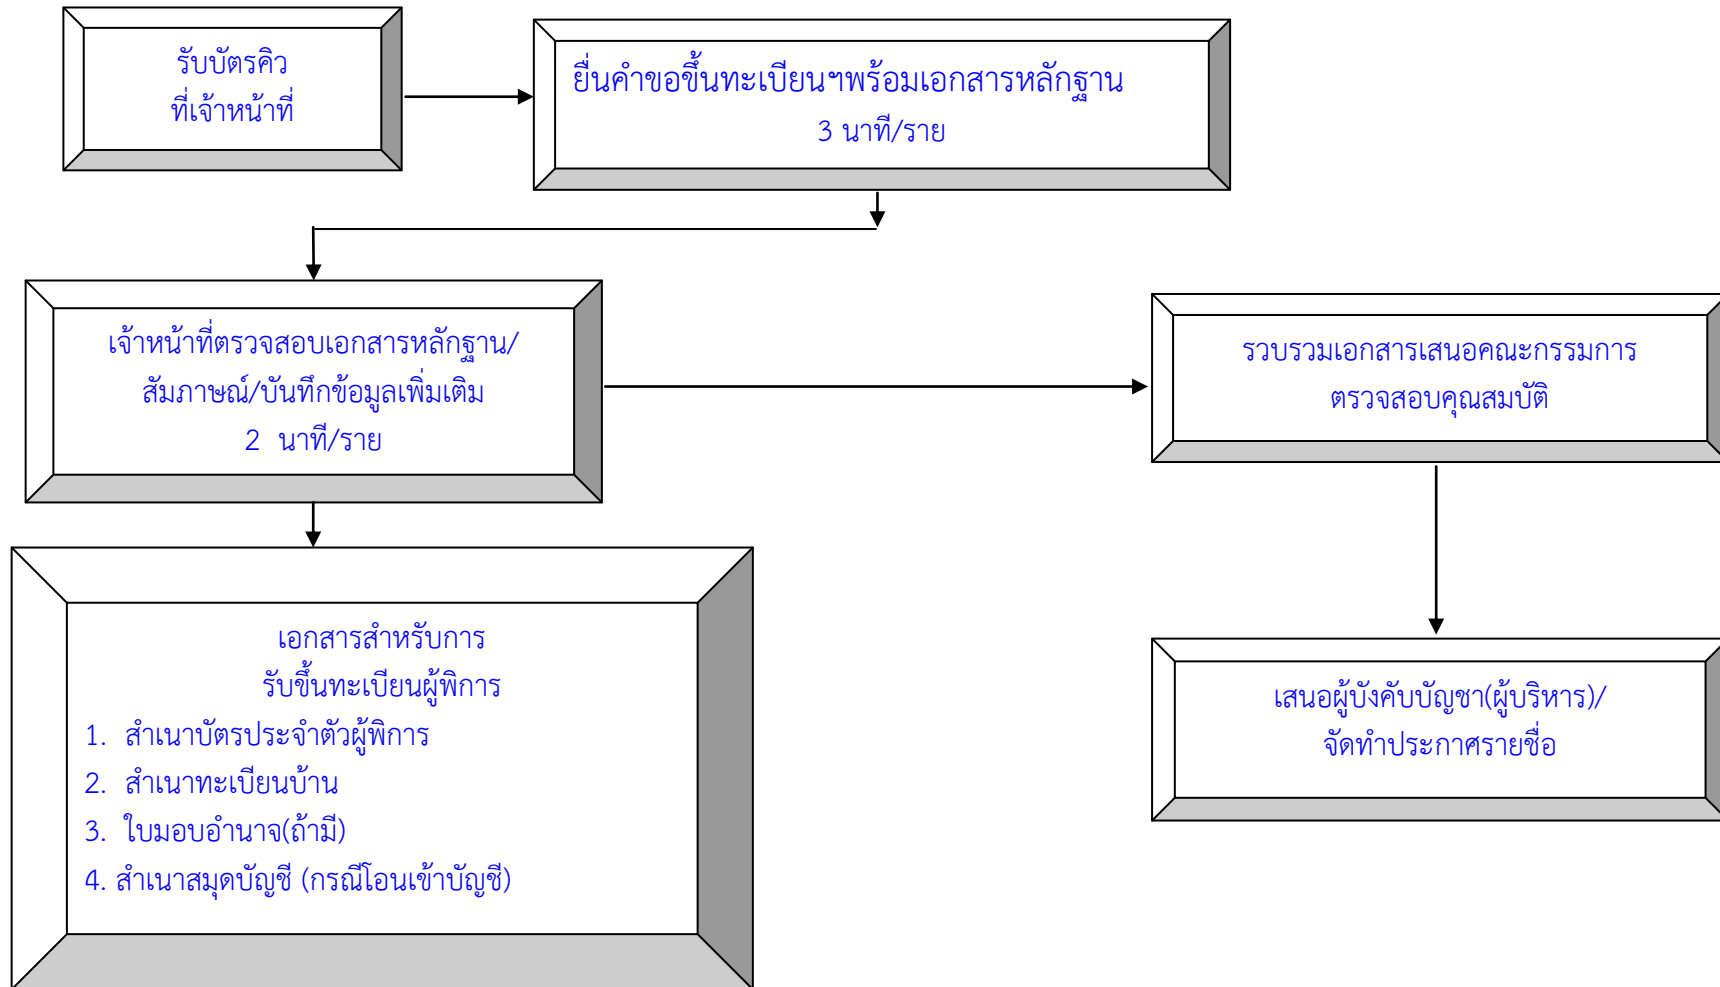 รับบัตรคิว
ที่เจ้าหน้าที่
ยื่นคำขอขึ้นทะเบียนฯพร้อมเอกสารหลักฐาน
3 นาที/ราย
เจ้าหน้าที่ตรวจสอบเอกสารหลักฐาน/
สัมภาษณ์/บันทึกข้อมูลเพิ่มเติม
2 นาที/ราย
รวบรวมเอกสารเสนอคณะกรรมการ
ตรวจสอบคุณสมบัติ
เอกสารสำหรับการ
รับขึ้นทะเบียนผู้พิการ
1. สำเนาบัตรประจำตัวผู้พิการ
2. สำเนาทะเบียนบ้าน
3. ใบมอบอำนาจ(ถ้ามี)
4. สำเนาสมุดบัญชี (กรณีโอนเข้าบัญชี)
เสนอผู้บังคับบัญชา(ผู้บริหาร)/
จัดทำประกาศรายชื่อ